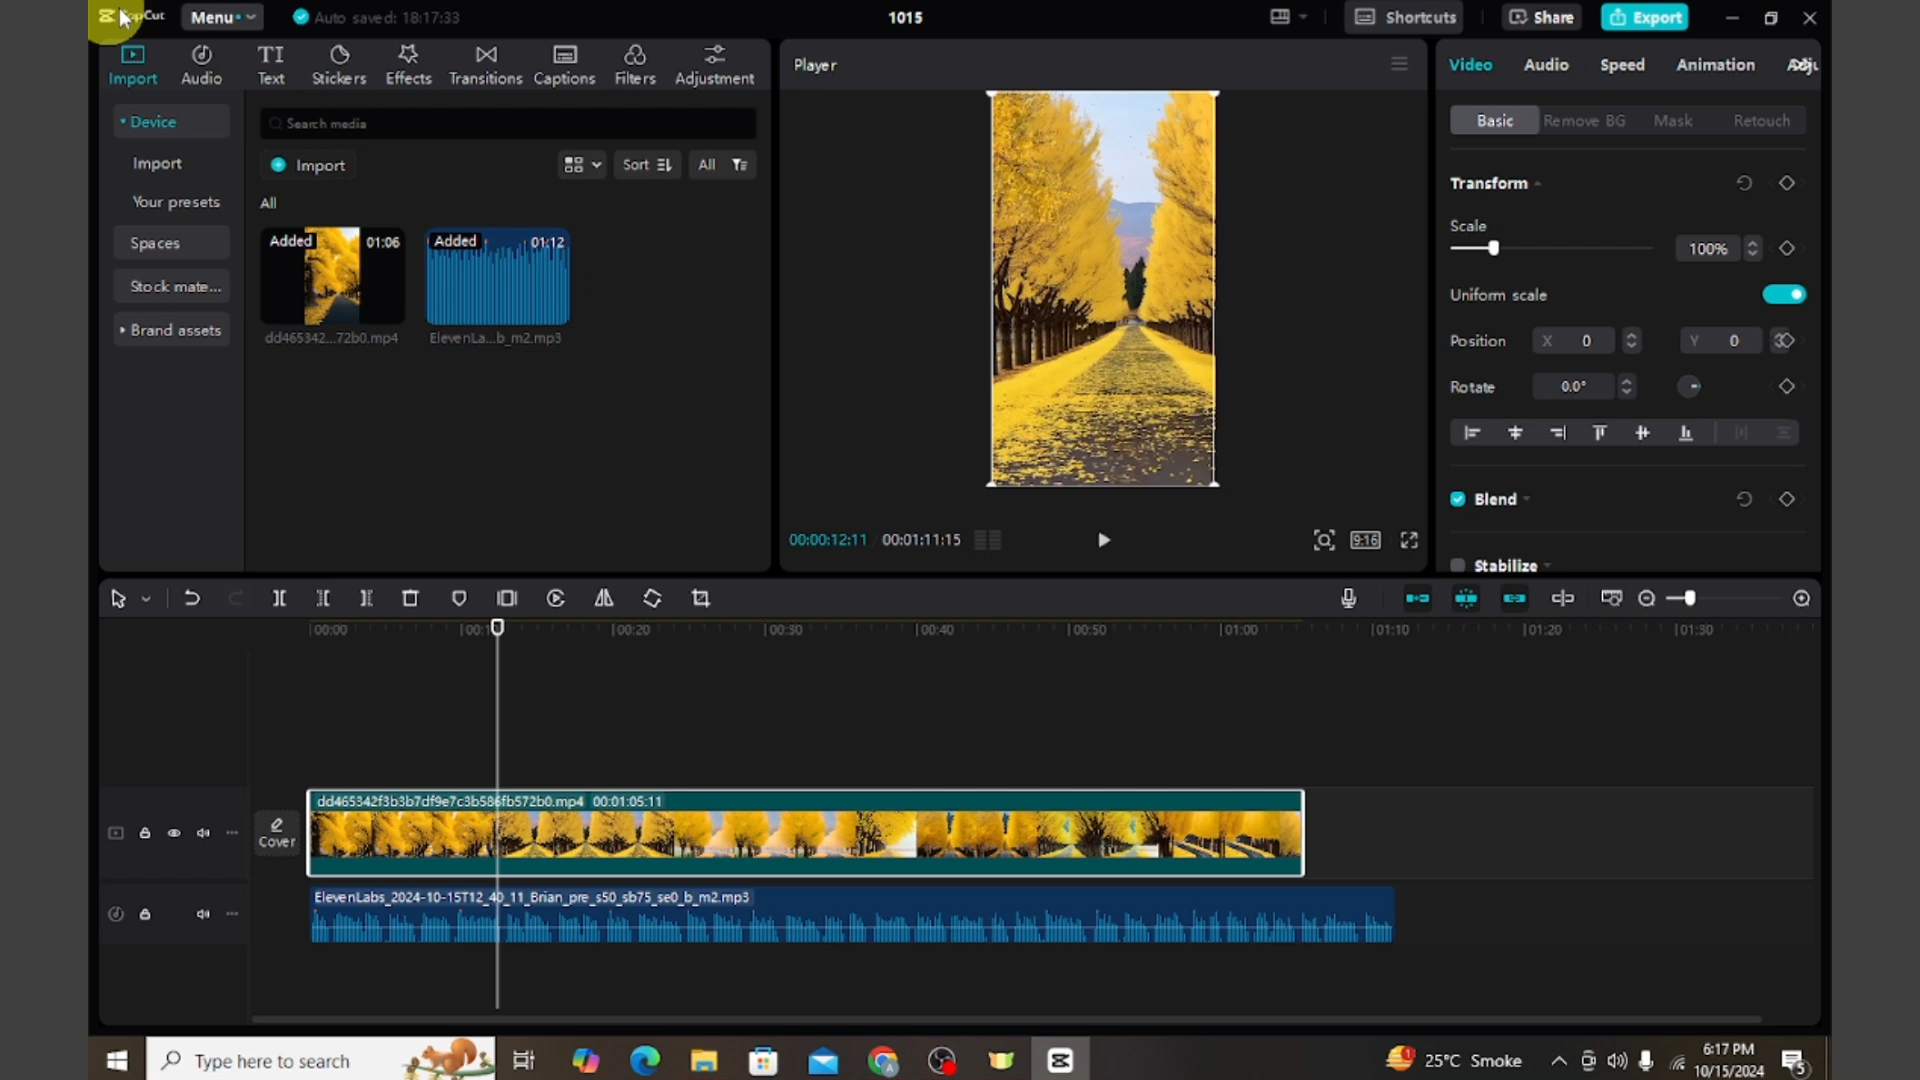 Menu
Auto saved: 18:17:33
1015
Shortcuts
Share
Export
Import
Audio
Text
Stickers
Effects
Transitions
Captions
Filters
Adjustment
Device
Import
Your presets
Spaces
Stock mate...
Brand assets
Search media
Import
Sort
All
All
Added
01:06
dd465342...72b0.mp4
Added
01:12
ElevenLa...b_m2.mp3
Player
00:00:12:11
00:01:11:15
9:16
Video
Audio
Speed
Animation
Basic
Remove BG
Mask
Retouch
Transform
Scale
100%
Uniform scale
Position
X 0
Y 0
Rotate
0.0°
Blend
Stabilize
00:00
00:20
00:30
00:40
00:50
01:00
01:10
01:20
01:30
Cover
dd465342f3b3b7df9e7c3b586fb572b0.mp4 00:01:05:11
ElevenLabs_2024-10-15T12_40_11_Brian_pre_s50_sb75_se0_b_m2.mp3
Type here to search
25°C Smoke
6:17 PM
10/15/2024
5